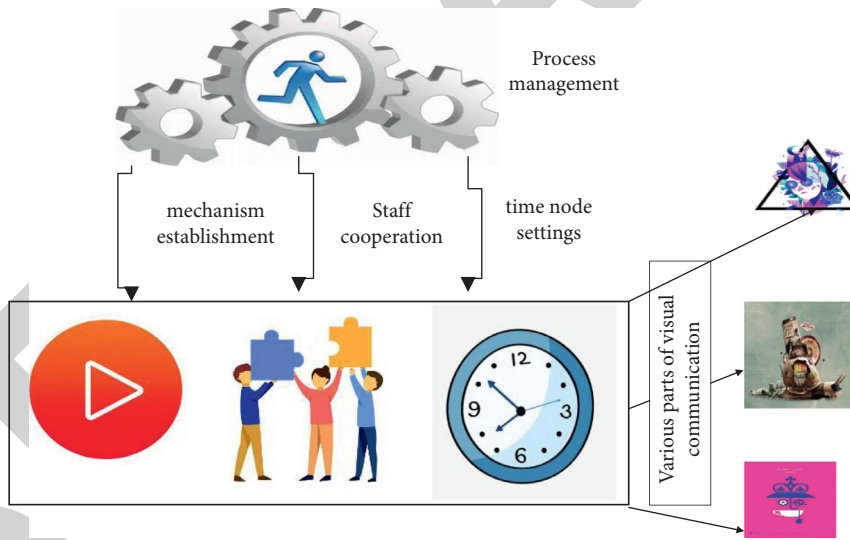 Process
management
mechanism
establishment
Staff
cooperation
time node
settings
12
9
3
6
Various parts of visual
communication